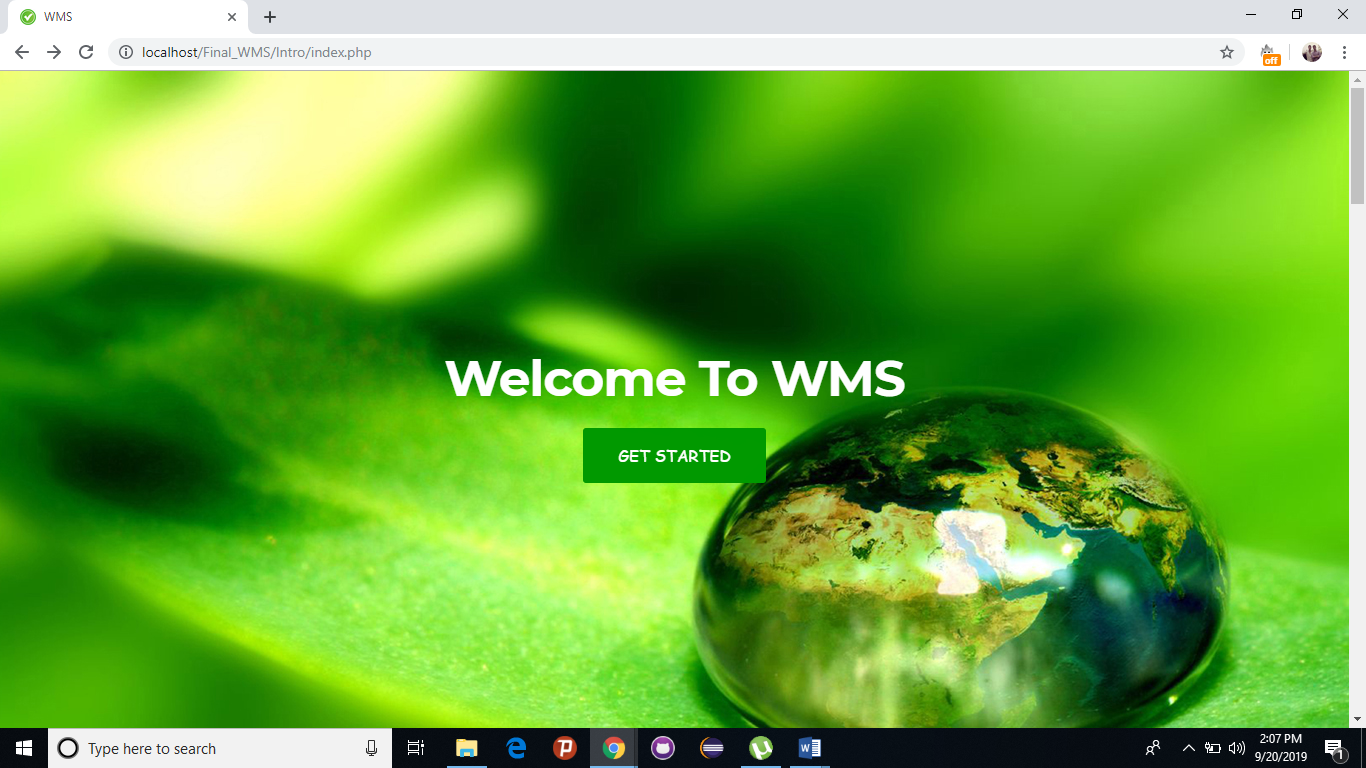 WMS
localhost/Final_WMS/Intro/index.php
off
Welcome To WMS
GET STARTED
Type here to search
2:07 PM
9/20/2019
1